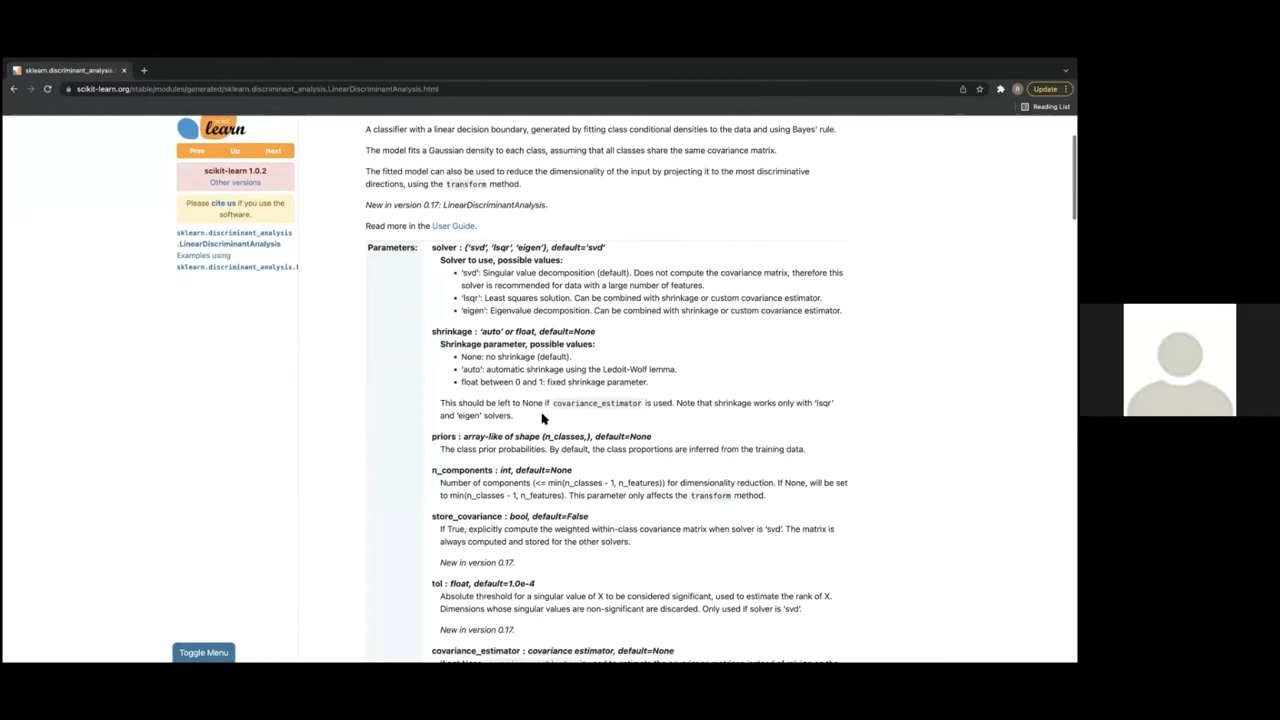 sklearn.discriminant_analysis.
scikit-learn.org/stable/modules/generated/sklearn.discriminant_analysis.LinearDiscriminantAnalysis.html
Update
Reading List
scikit
learn
Prev Up Next
scikit-learn 1.0.2
Other versions
Please cite us if you use the
software.
sklearn.discriminant_analysis
.LinearDiscriminantAnalysis
Examples using
sklearn.discriminant_analysis.
Toggle Menu
A classifier with a linear decision boundary, generated by fitting class conditional densities to the data and using Bayes' rule.
The model fits a Gaussian density to each class, assuming that all classes share the same covariance matrix.
The fitted model can also be used to reduce the dimensionality of the input by projecting it to the most discriminative
directions, using the transform method.
New in version 0.17: LinearDiscriminantAnalysis.
Read more in the User Guide.
Parameters:
solver : {'svd', 'lsqr', 'eigen'}, default='svd'
Solver to use, possible values:
• 'svd': Singular value decomposition (default). Does not compute the covariance matrix, therefore this
solver is recommended for data with a large number of features.
• 'lsqr': Least squares solution. Can be combined with shrinkage or custom covariance estimator.
• 'eigen': Eigenvalue decomposition. Can be combined with shrinkage or custom covariance estimator.
shrinkage : 'auto' or float, default=None
Shrinkage parameter, possible values:
• None: no shrinkage (default).
• 'auto': automatic shrinkage using the Ledoit-Wolf lemma.
• float between 0 and 1: fixed shrinkage parameter.
This should be left to None if covariance_estimator is used. Note that shrinkage works only with 'lsqr'
and 'eigen' solvers.
priors : array-like of shape (n_classes,), default=None
The class prior probabilities. By default, the class proportions are inferred from the training data.
n_components : int, default=None
Number of components (<= min(n_classes - 1, n_features)) for dimensionality reduction. If None, will be set
to min(n_classes - 1, n_features). This parameter only affects the transform method.
store_covariance : bool, default=False
If True, explicitly compute the weighted within-class covariance matrix when solver is 'svd'. The matrix is
always computed and stored for the other solvers.
New in version 0.17.
tol : float, default=1.0e-4
Absolute threshold for a singular value of X to be considered significant, used to estimate the rank of X.
Dimensions whose singular values are non-significant are discarded. Only used if solver is 'svd'.
New in version 0.17.
covariance_estimator : covariance estimator, default=None